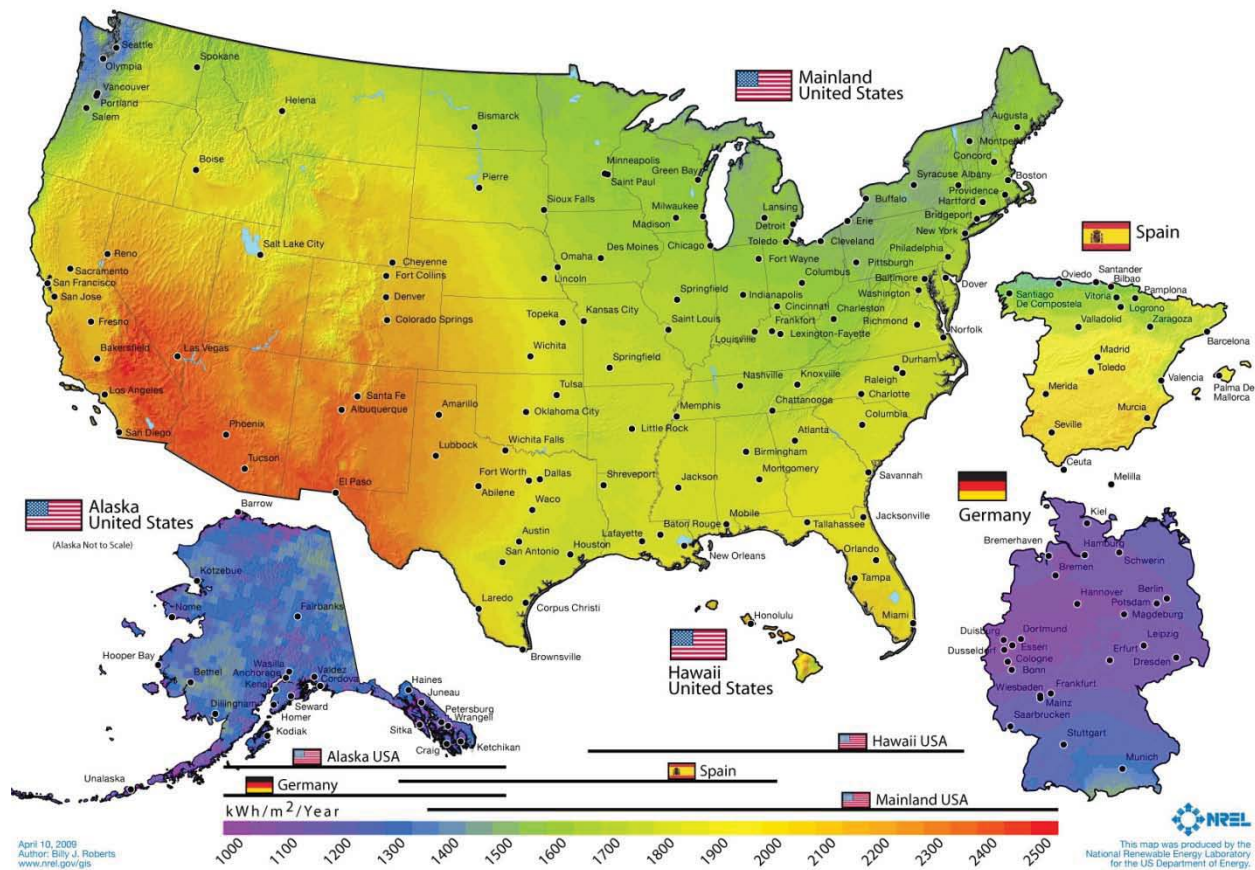 Mainland
United States
Seattle
Olympia
Spokane
Vancouver
Portland
Salem
Helena
Bismarck
Boise
Pierre
Minneapolis
Saint Paul
Green Bay
Augusta
Montpelier
Concord
Syracuse
Albany
Boston
Providence
Hartford
Bridgeport
Buffalo
Erie
New York
Sioux Falls
Milwaukee
Madison
Lansing
Detroit
Toledo
Cleveland
Chicago
Des Moines
Omaha
Lincoln
Fort Wayne
Columbus
Pittsburgh
Philadelphia
Baltimore
Dover
Washington
Reno
Sacramento
San Francisco
San Jose
Salt Lake City
Cheyenne
Fort Collins
Denver
Colorado Springs
Fresno
Bakersfield
Las Vegas
Los Angeles
San Diego
Phoenix
Tucson
Santa Fe
Albuquerque
El Paso
Topeka
Kansas City
Wichita
Springfield
Saint Louis
Indianapolis
Cincinnati
Charleston
Frankfort
Lexington-Fayette
Louisville
Richmond
Norfolk
Springfield
Tulsa
Oklahoma City
Amarillo
Lubbock
Wichita Falls
Fort Worth
Dallas
Abilene
Waco
Austin
San Antonio
Houston
Laredo
Corpus Christi
Brownsville
Little Rock
Memphis
Nashville
Knoxville
Chattanooga
Durham
Raleigh
Charlotte
Columbia
Atlanta
Birmingham
Montgomery
Savannah
Shreveport
Jackson
Lafayette
Baton Rouge
New Orleans
Mobile
Tallahassee
Jacksonville
Orlando
Tampa
Miami
Spain
Oviedo
Santander
Bilbao
Santiago
De Compostela
Vitoria
Pamplona
Logrono
Valladolid
Zaragoza
Barcelona
Madrid
Toledo
Merida
Valencia
Palma De
Mallorca
Murcia
Seville
Ceuta
Melilla
Germany
Kiel
Bremerhaven
Hamburg
Schwerin
Bremen
Berlin
Hannover
Potsdam
Magdeburg
Duisburg
Dortmund
Essen
Dusseldorf
Cologne
Bonn
Leipzig
Erfurt
Dresden
Wiesbaden
Frankfurt
Mainz
Saarbrucken
Stuttgart
Munich
Alaska
United States
(Alaska Not to Scale)
Barrow
Kotzebue
Nome
Fairbanks
Hooper Bay
Bethel
Wasilla
Anchorage
Kenai
Valdez
Cordova
Dillingham
Seward
Homer
Kodiak
Unalaska
Haines
Juneau
Petersburg
Wrangell
Sitka
Craig
Ketchikan
Honolulu
Hawaii
United States
Alaska USA
Hawaii USA
Germany
Spain
Mainland USA
kWh/m²/Year
1000 1100 1200 1300 1400 1500 1600 1700 1800 1900 2000 2100 2200 2300 2400 2500
April 10, 2009
Author: Billy J. Roberts
www.nrel.gov/gis
NREL
This map was produced by the
National Renewable Energy Laboratory
for the US Department of Energy.